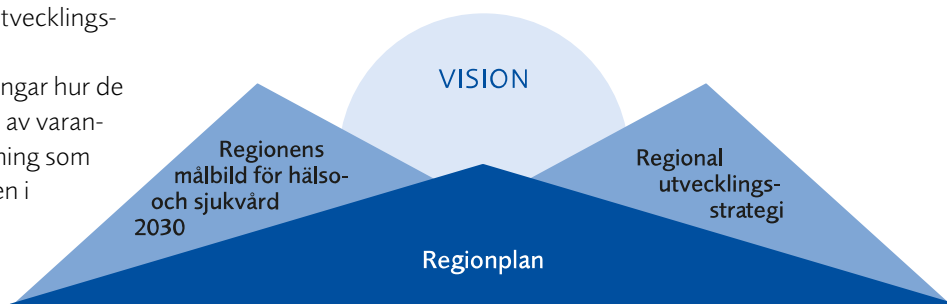 tvecklings-
ngar hur de
av varan-
ning som
en i
VISION
Regionens
målbild för hälso-
och sjukvård
2030
Regional
utvecklings-
strategi
Regionplan